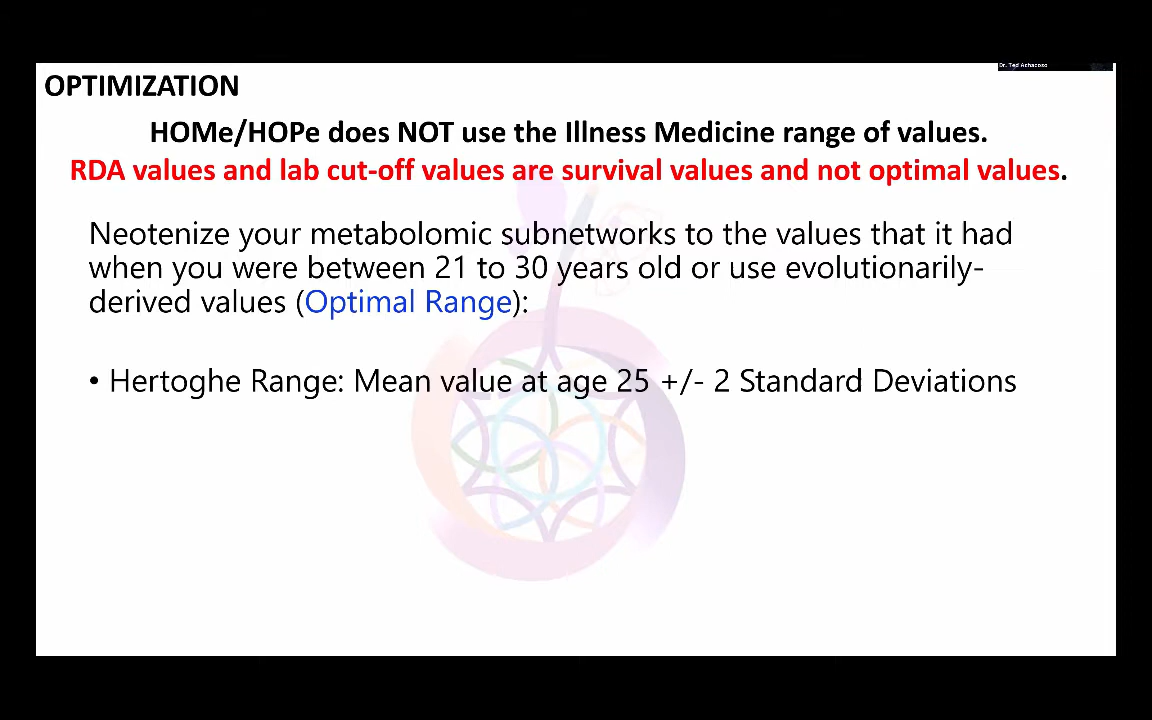 Dr. Ted Achacoso
OPTIMIZATION
HOMe/HOPe does NOT use the Illness Medicine range of values.
RDA values and lab cut-off values are survival values and not optimal values.
Neotenize your metabolomic subnetworks to the values that it had
when you were between 21 to 30 years old or use evolutionarily-
derived values (Optimal Range):
• Hertoghe Range: Mean value at age 25 +/- 2 Standard Deviations